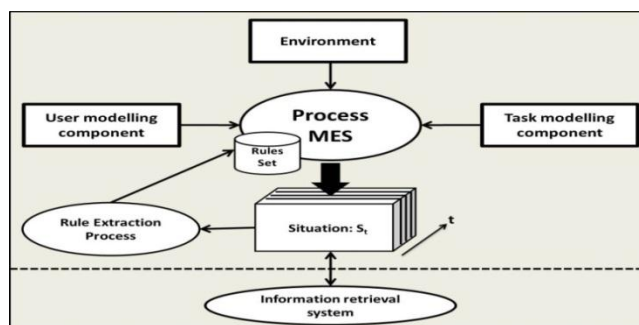 Environment
User modelling
component
Process
MES
Task modelling
component
Rules
Set
Rule Extraction
Process
Situation: Sₜ
t
Information retrieval
system